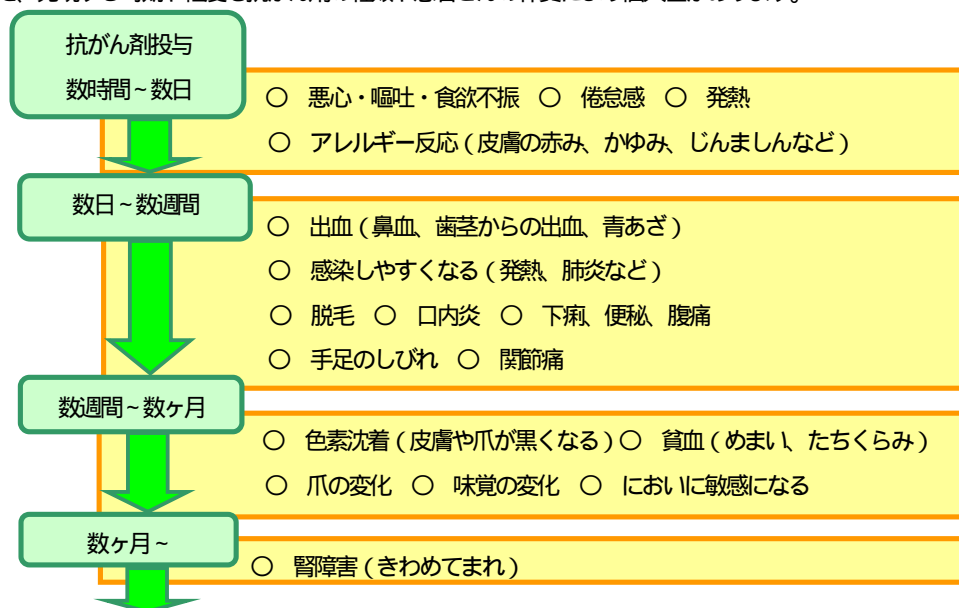 抗がん剤投与
数時間~数日
○ 悪心・嘔吐・食欲不振 ○ 倦怠感 ○ 発熱
○ アレルギー反応(皮膚の赤み、かゆみ、じんましんなど)
数日~数週間
○ 出血(鼻血、歯茎からの出血、青あざ)
○ 感染しやすくなる(発熱、肺炎など)
○ 脱毛 ○ 口内炎 ○ 下痢、便秘、腹痛
○ 手足のしびれ ○ 関節痛
数週間~数ヶ月
○ 色素沈着(皮膚や爪が黒くなる)○ 貧血(めまい、たちくらみ)
○ 爪の変化 ○ 味覚の変化 ○ においに敏感になる
数ヶ月~
○ 腎障害(きわめてまれ)